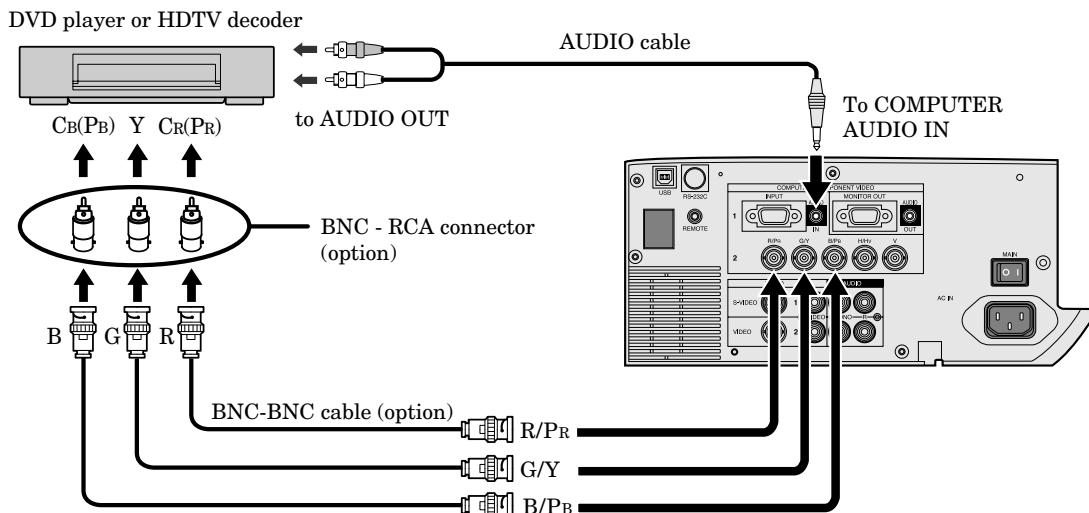 DVD player or HDTV decoder
AUDIO cable
to AUDIO OUT
To COMPUTER
AUDIO IN
CB(PB) Y CR(PR)
BNC - RCA connector
(option)
B G R
BNC-BNC cable (option)
R/PR
G/Y
B/PB
USB
RS-232C
REMOTE
INPUT
MONITOR OUT
AUDIO
1
IN
OUT
R/PR G/Y B/PB H/HV V
2
MAIN
AC IN
AUDIO
S-VIDEO
1
VIDEO
2
R